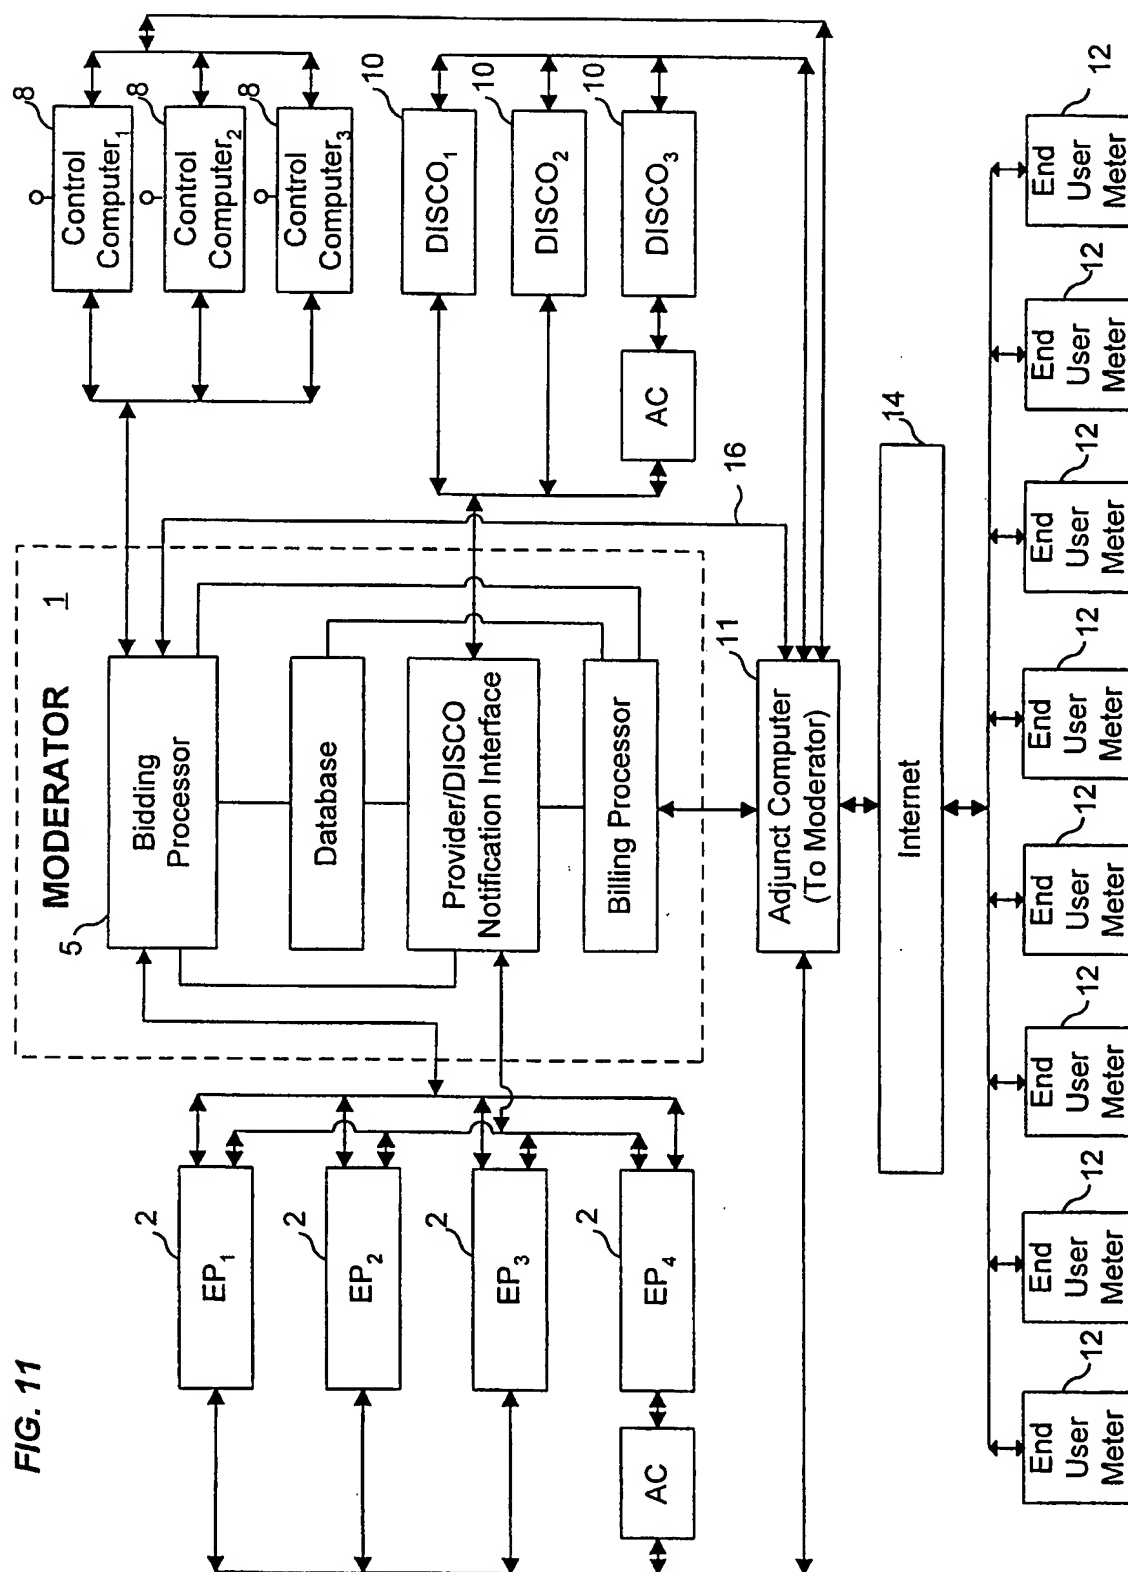 FIG. 11
MODERATOR
1
5
Bidding
Processor
Database
Provider/DISCO
Notification Interface
Billing Processor
8
Control
Computer1
8
Control
Computer2
8
Control
Computer3
10
DISCO1
10
DISCO2
10
DISCO3
AC
16
2
EP1
2
EP2
2
EP3
2
EP4
AC
11
Adjunct Computer
(To Moderator)
14
Internet
12
End
User
Meter
12
End
User
Meter
12
End
User
Meter
12
End
User
Meter
12
End
User
Meter
12
End
User
Meter
12
End
User
Meter
12
End
User
Meter